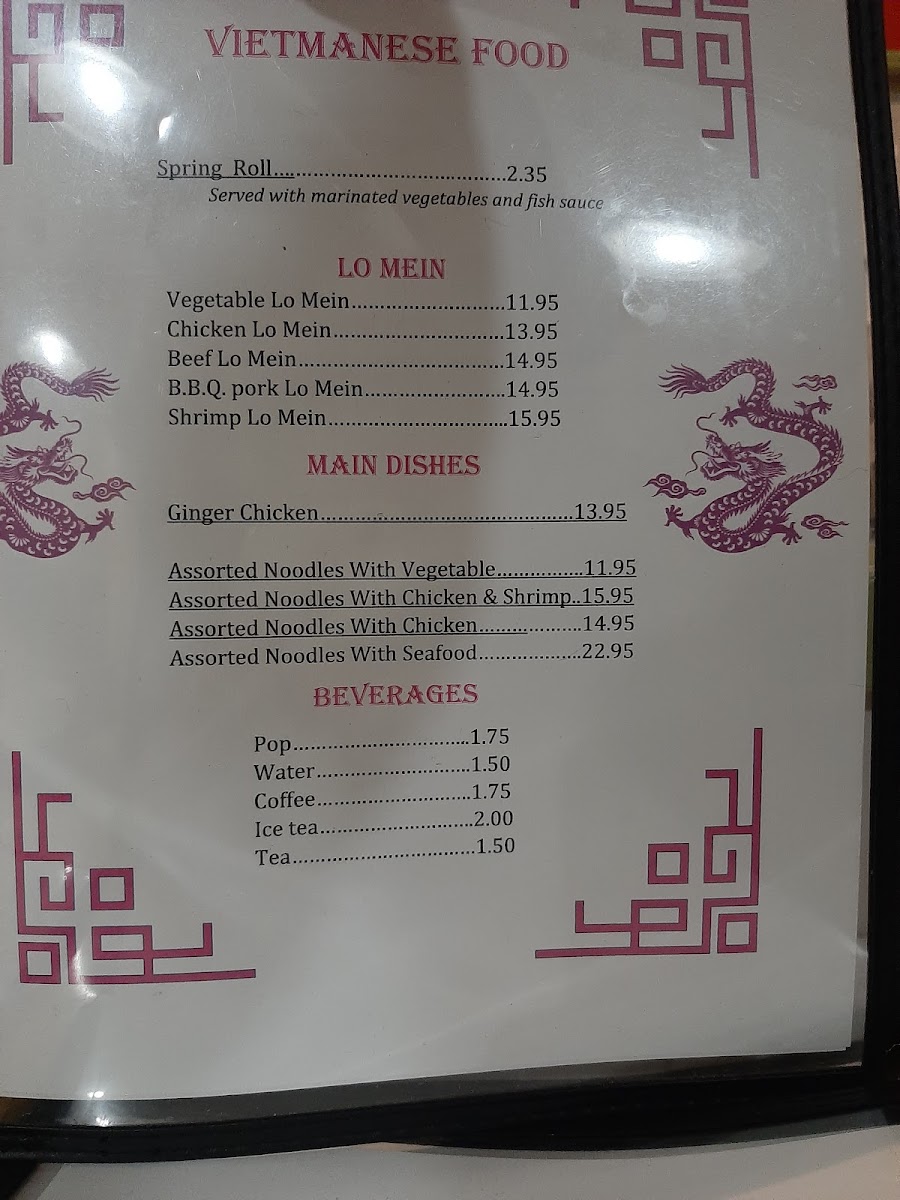 VIETMANESE FOOD
Spring Roll.......................................2.35
Served with marinated vegetables and fish sauce
LO MEIN
Vegetable Lo Mein..........................11.95
Chicken Lo Mein.............................13.95
Beef Lo Mein...................................14.95
B.B.Q. pork Lo Mein........................14.95
Shrimp Lo Mein...............................15.95
MAIN DISHES
Ginger Chicken...........................................13.95
Assorted Noodles With Vegetable...............11.95
Assorted Noodles With Chicken & Shrimp..15.95
Assorted Noodles With Chicken..................14.95
Assorted Noodles With Seafood..................22.95
BEVERAGES
Pop..............................1.75
Water..........................1.50
Coffee..........................1.75
Ice tea..........................2.00
Tea...............................1.50